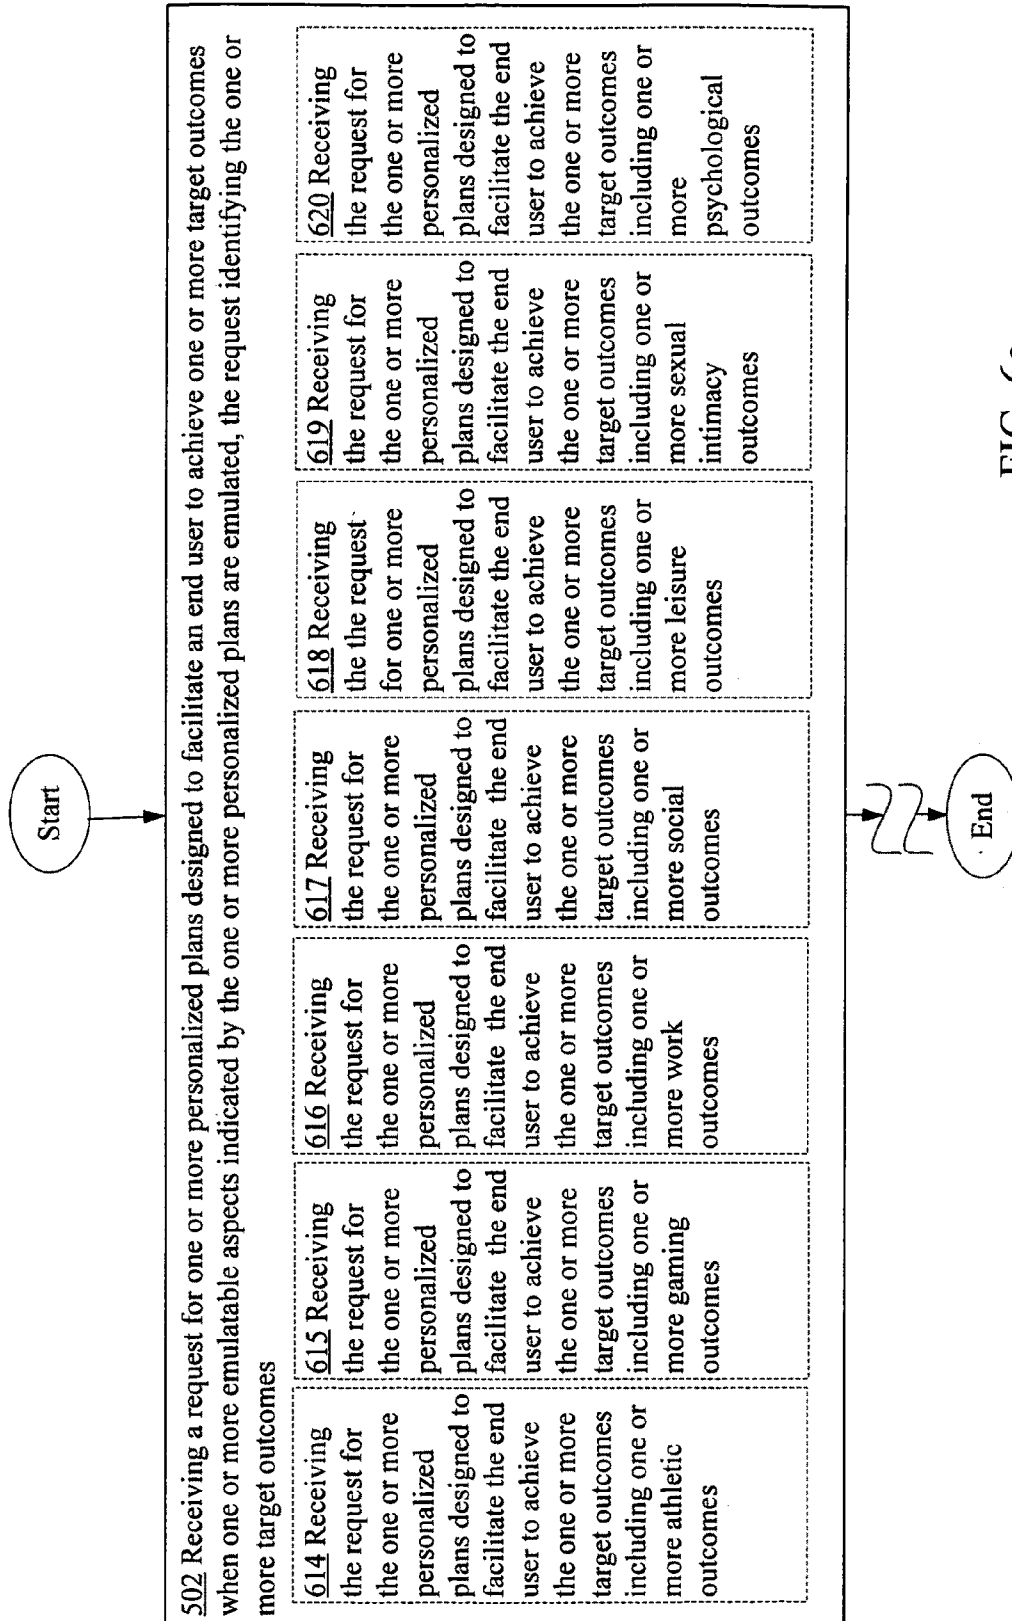 Start
502 Receiving a request for one or more personalized plans designed to facilitate an end user to achieve one or more target outcomes
when one or more emulatable aspects indicated by the one or more personalized plans are emulated, the request identifying the one or
more target outcomes
614 Receiving
the request for
the one or more
personalized
plans designed to
facilitate the end
user to achieve
the one or more
target outcomes
including one or
more athletic
outcomes
615 Receiving
the request for
the one or more
personalized
plans designed to
facilitate the end
user to achieve
the one or more
target outcomes
including one or
more gaming
outcomes
616 Receiving
the request for
the one or more
personalized
plans designed to
facilitate the end
user to achieve
the one or more
target outcomes
including one or
more work
outcomes
617 Receiving
the request for
the one or more
personalized
plans designed to
facilitate the end
user to achieve
the one or more
target outcomes
including one or
more social
outcomes
618 Receiving
the the request
for one or more
personalized
plans designed to
facilitate the end
user to achieve
the one or more
target outcomes
including one or
more leisure
outcomes
619 Receiving
the request for
the one or more
personalized
plans designed to
facilitate the end
user to achieve
the one or more
target outcomes
including one or
more sexual
intimacy
outcomes
620 Receiving
the request for
the one or more
personalized
plans designed to
facilitate the end
user to achieve
the one or more
target outcomes
including one or
more
psychological
outcomes
End
FIG.